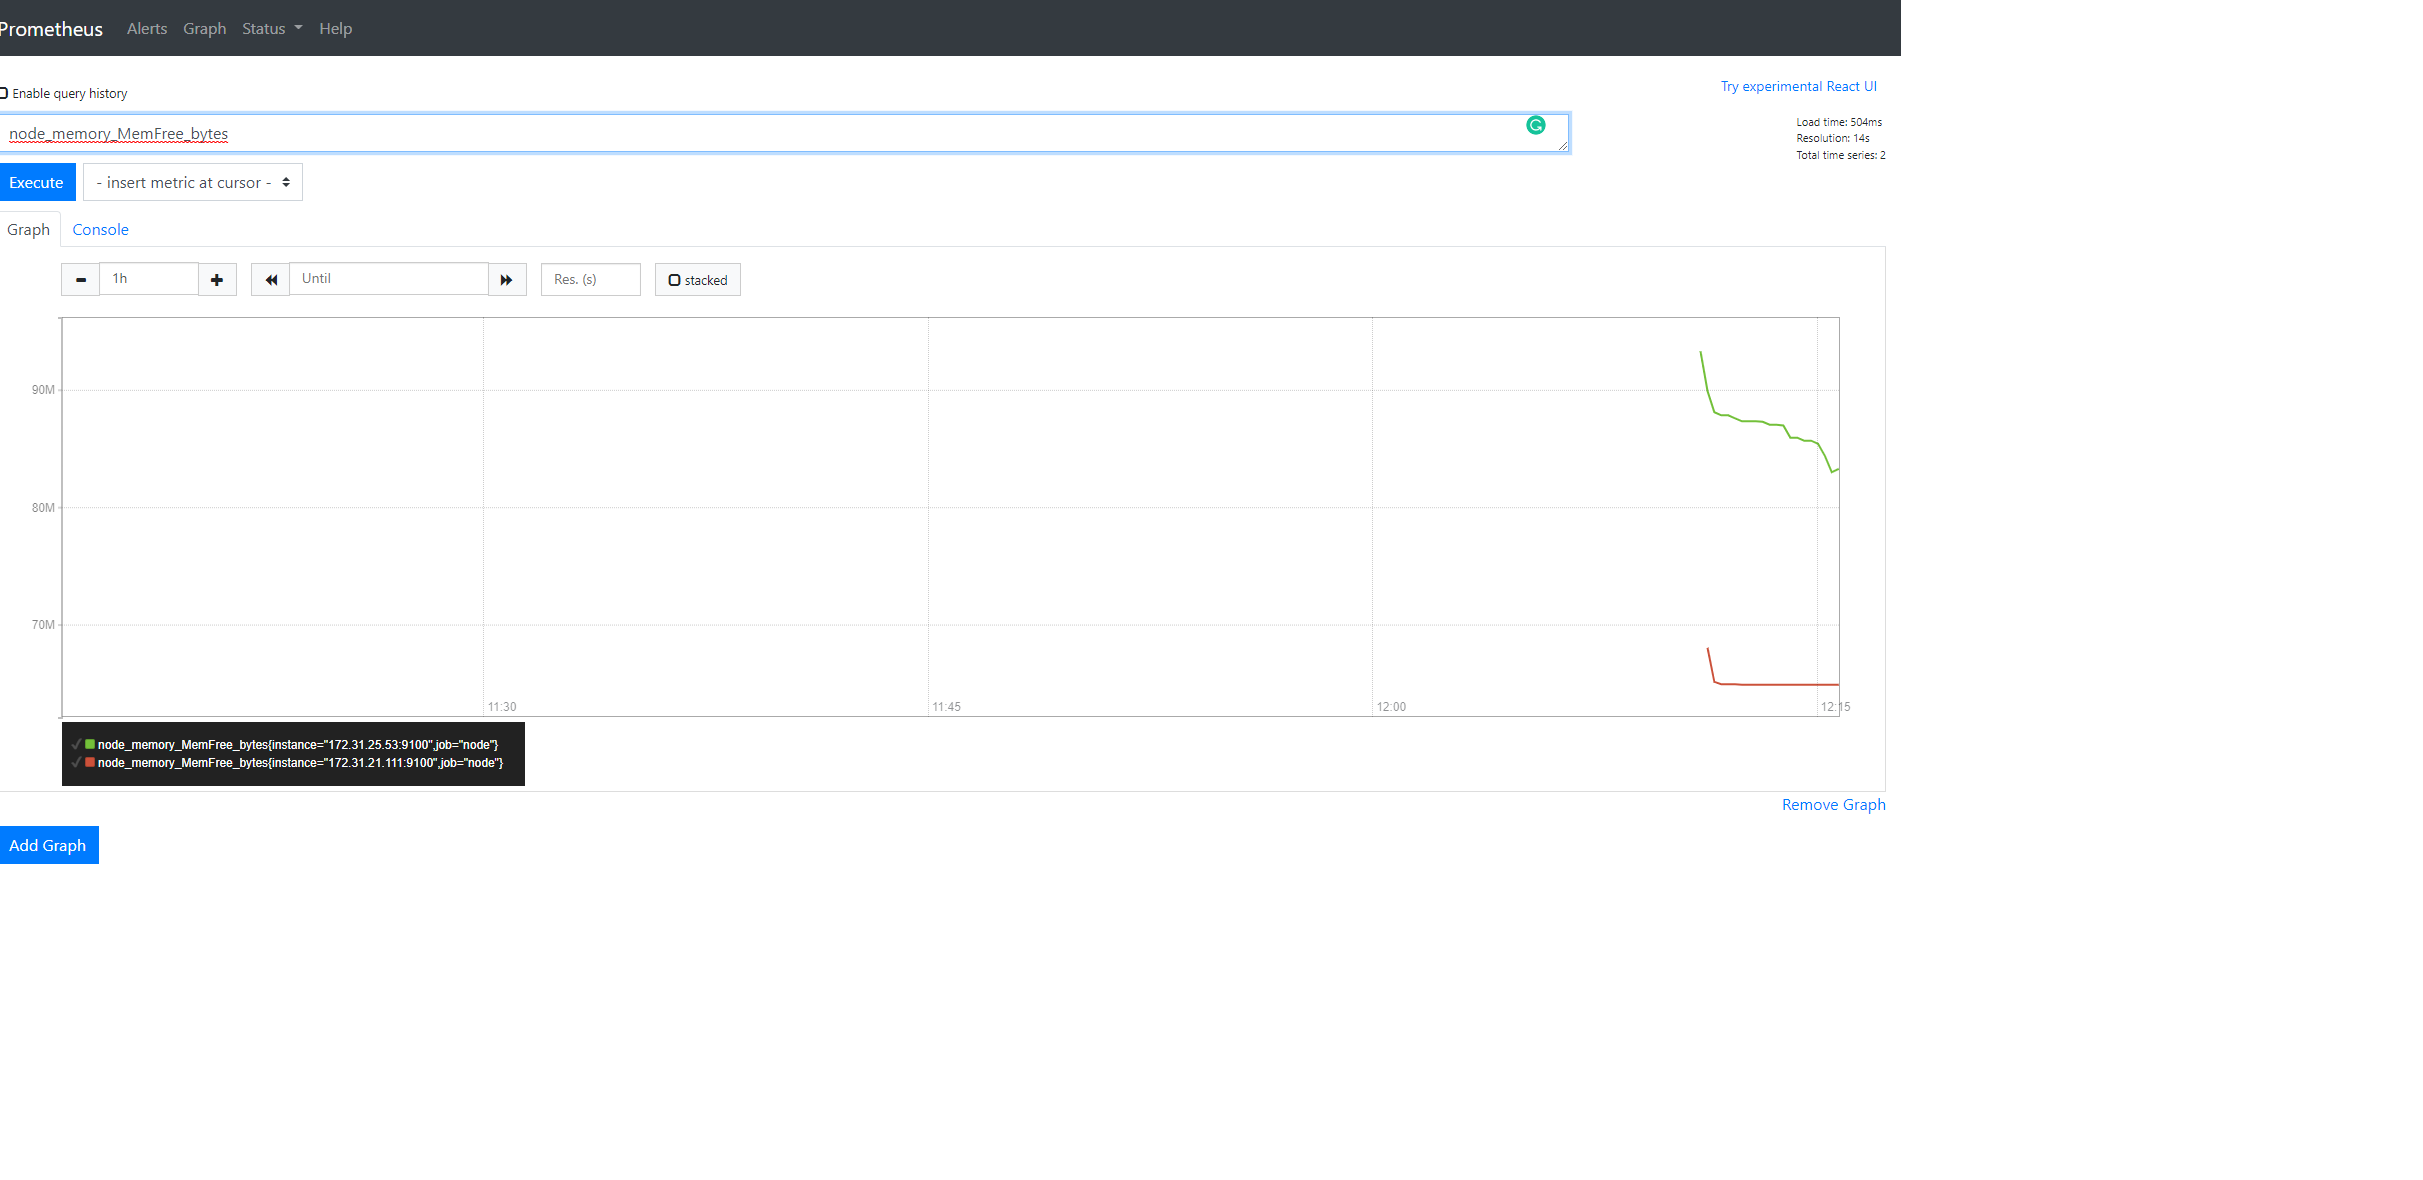 Prometheus Alerts Graph Status Help
Enable query history
Try experimental React UI
node_memory_MemFree_bytes
Load time: 504ms
Resolution: 14s
Total time series: 2
Execute - insert metric at cursor -
Graph Console
1h Until Res. (s) stacked
90M
80M
70M
11:30 11:45 12:00 12:15
node_memory_MemFree_bytes{instance="172.31.25.53:9100",job="node"}
node_memory_MemFree_bytes{instance="172.31.21.111:9100",job="node"}
Remove Graph
Add Graph